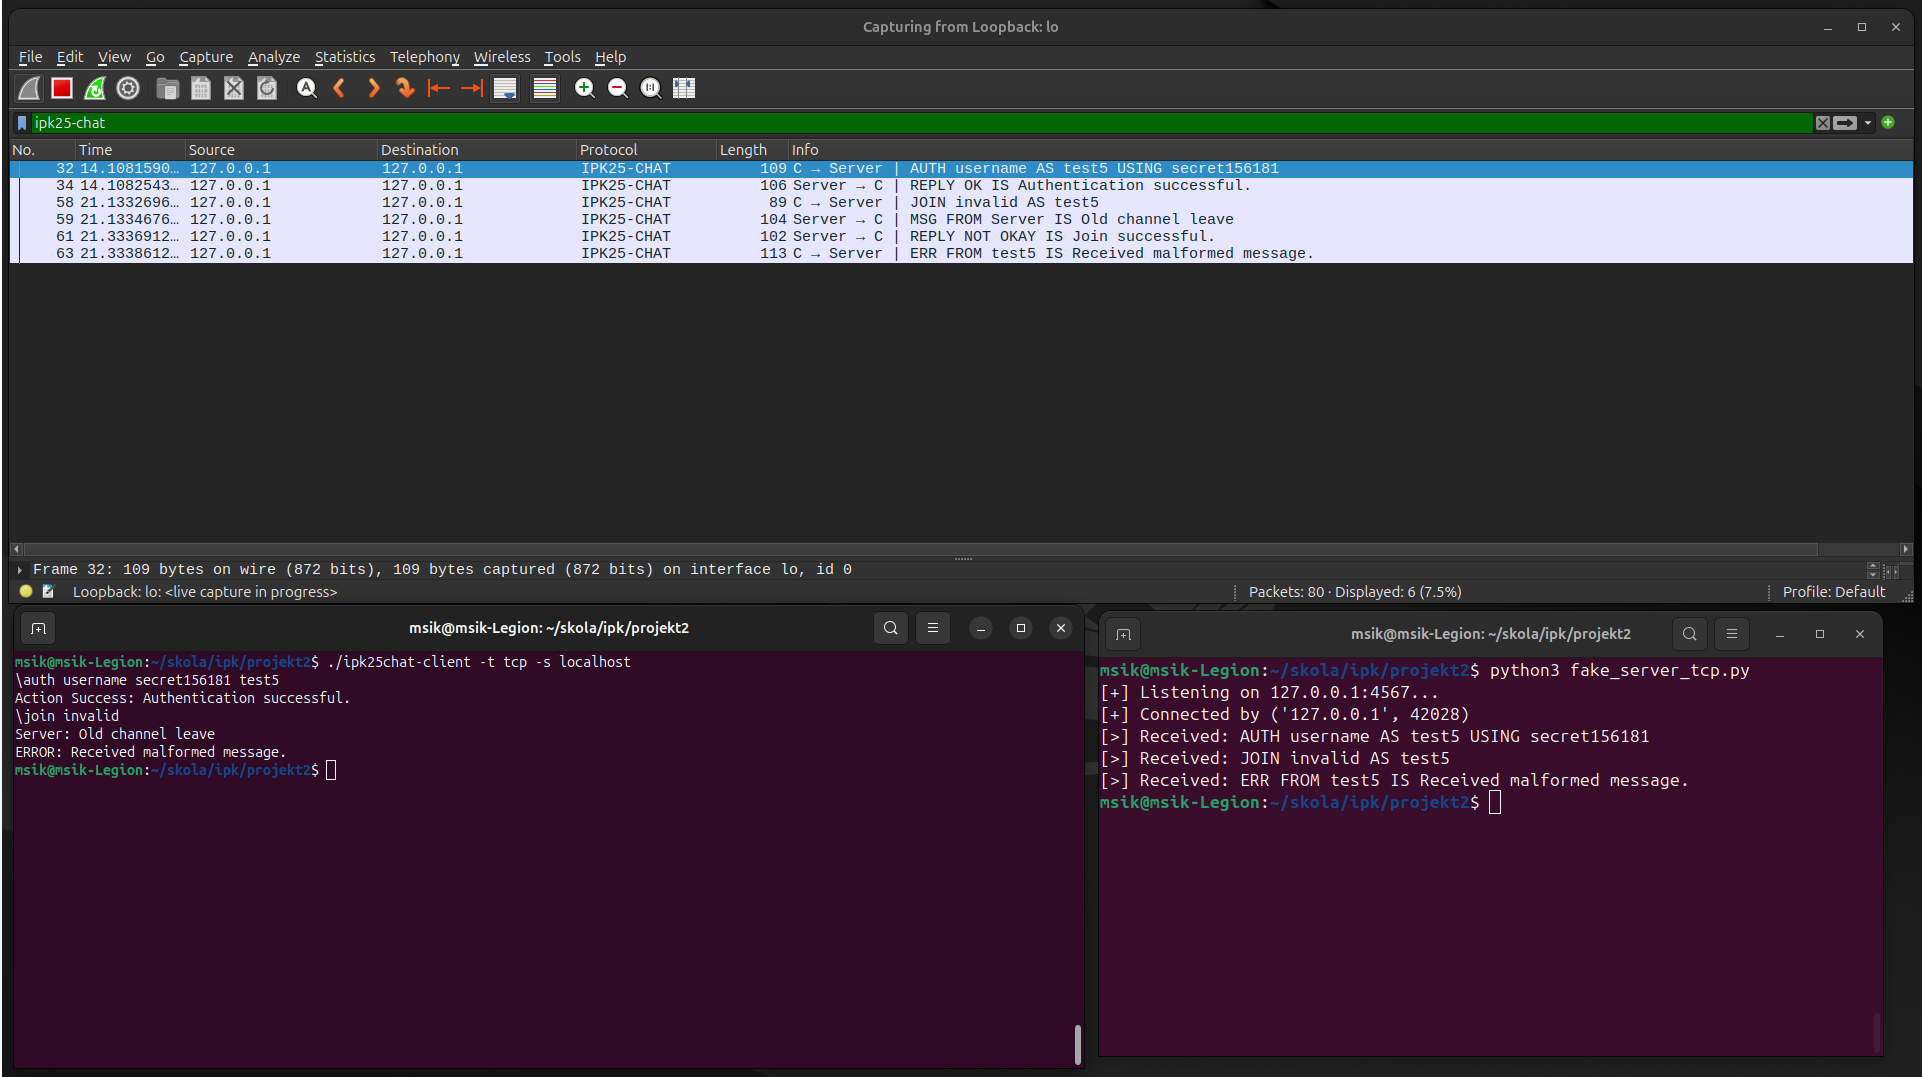 Capturing from Loopback: lo
File Edit View Go Capture Analyze Statistics Telephony Wireless Tools Help
ipk25-chat
No. Time Source Destination Protocol Length Info
32 14.1081590… 127.0.0.1 127.0.0.1 IPK25-CHAT 109 C → Server | AUTH username AS test5 USING secret156181
34 14.1082543… 127.0.0.1 127.0.0.1 IPK25-CHAT 106 Server → C | REPLY OK IS Authentication successful.
58 21.1332696… 127.0.0.1 127.0.0.1 IPK25-CHAT 89 C → Server | JOIN invalid AS test5
59 21.1334676… 127.0.0.1 127.0.0.1 IPK25-CHAT 104 Server → C | MSG FROM Server IS Old channel leave
61 21.3336912… 127.0.0.1 127.0.0.1 IPK25-CHAT 102 Server → C | REPLY NOT OKAY IS Join successful.
63 21.3338612… 127.0.0.1 127.0.0.1 IPK25-CHAT 113 C → Server | ERR FROM test5 IS Received malformed message.
Frame 32: 109 bytes on wire (872 bits), 109 bytes captured (872 bits) on interface lo, id 0
Loopback: lo: <live capture in progress> Packets: 80 · Displayed: 6 (7.5%) Profile: Default
msik@msik-Legion: ~/skola/ipk/projekt2
msik@msik-Legion:~/skola/ipk/projekt2$ ./ipk25chat-client -t tcp -s localhost
\auth username secret156181 test5
Action Success: Authentication successful.
\join invalid
Server: Old channel leave
ERROR: Received malformed message.
msik@msik-Legion:~/skola/ipk/projekt2$
msik@msik-Legion: ~/skola/ipk/projekt2
msik@msik-Legion:~/skola/ipk/projekt2$ python3 fake_server_tcp.py
[+] Listening on 127.0.0.1:4567...
[+] Connected by ('127.0.0.1', 42028)
[>] Received: AUTH username AS test5 USING secret156181
[>] Received: JOIN invalid AS test5
[>] Received: ERR FROM test5 IS Received malformed message.
msik@msik-Legion:~/skola/ipk/projekt2$